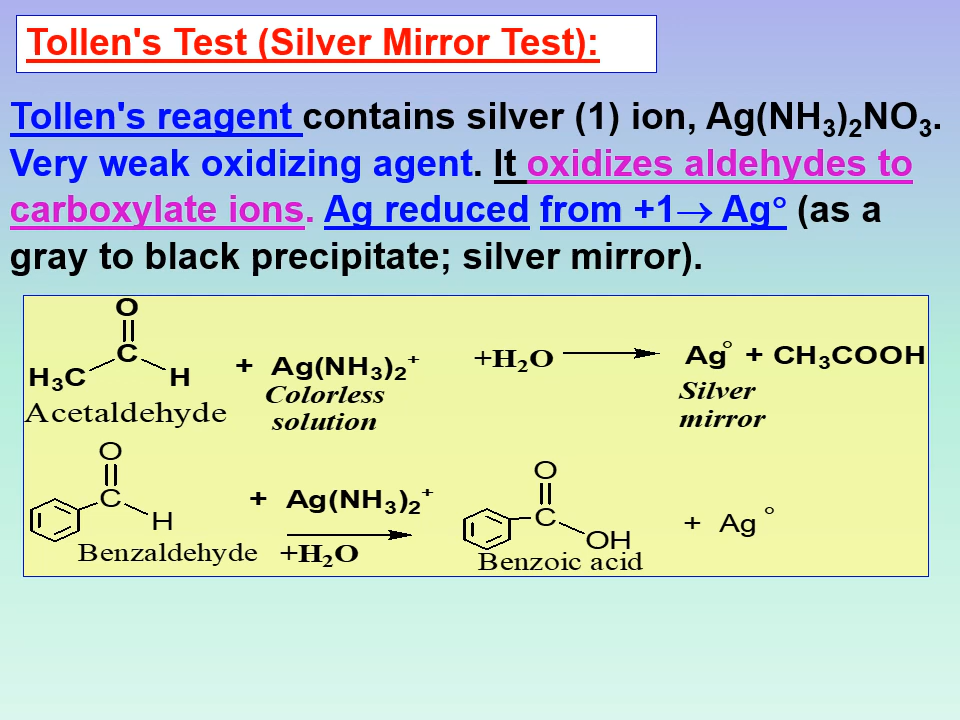 Tollen's Test (Silver Mirror Test):
Tollen's reagent contains silver (1) ion, Ag(NH₃)₂NO₃.
Very weak oxidizing agent. It oxidizes aldehydes to
carboxylate ions. Ag reduced from +1→ Ag° (as a
gray to black precipitate; silver mirror).
O
C
H₃C H + Ag(NH₃)₂⁺ +H₂O Ag° + CH₃COOH
Acetaldehyde Colorless Silver
solution mirror
O O
C + Ag(NH₃)₂⁺ C + Ag°
H OH
Benzaldehyde +H₂O Benzoic acid